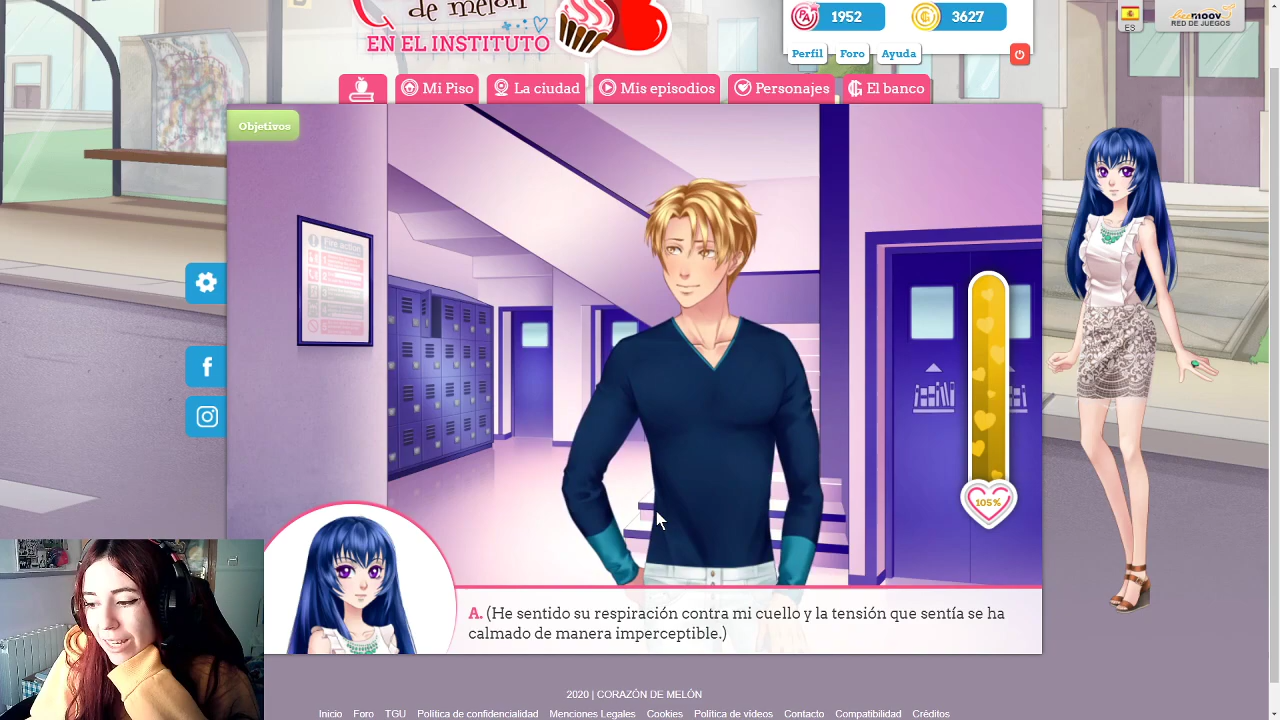 de melón
EN EL INSTITUTO
1952
3627
ES
Beemoov
RED DE JUEGOS
Perfil
Foro
Ayuda
Mi Piso
La ciudad
Mis episodios
Personajes
El banco
Objetivos
Fire action
105%
A. (He sentido su respiración contra mi cuello y la tensión que sentía se ha
calmado de manera imperceptible.)
2020 | CORAZÓN DE MELÓN
Inicio Foro TGU Política de confidencialidad Menciones Legales Cookies Política de vídeos Contacto Compatibilidad Créditos